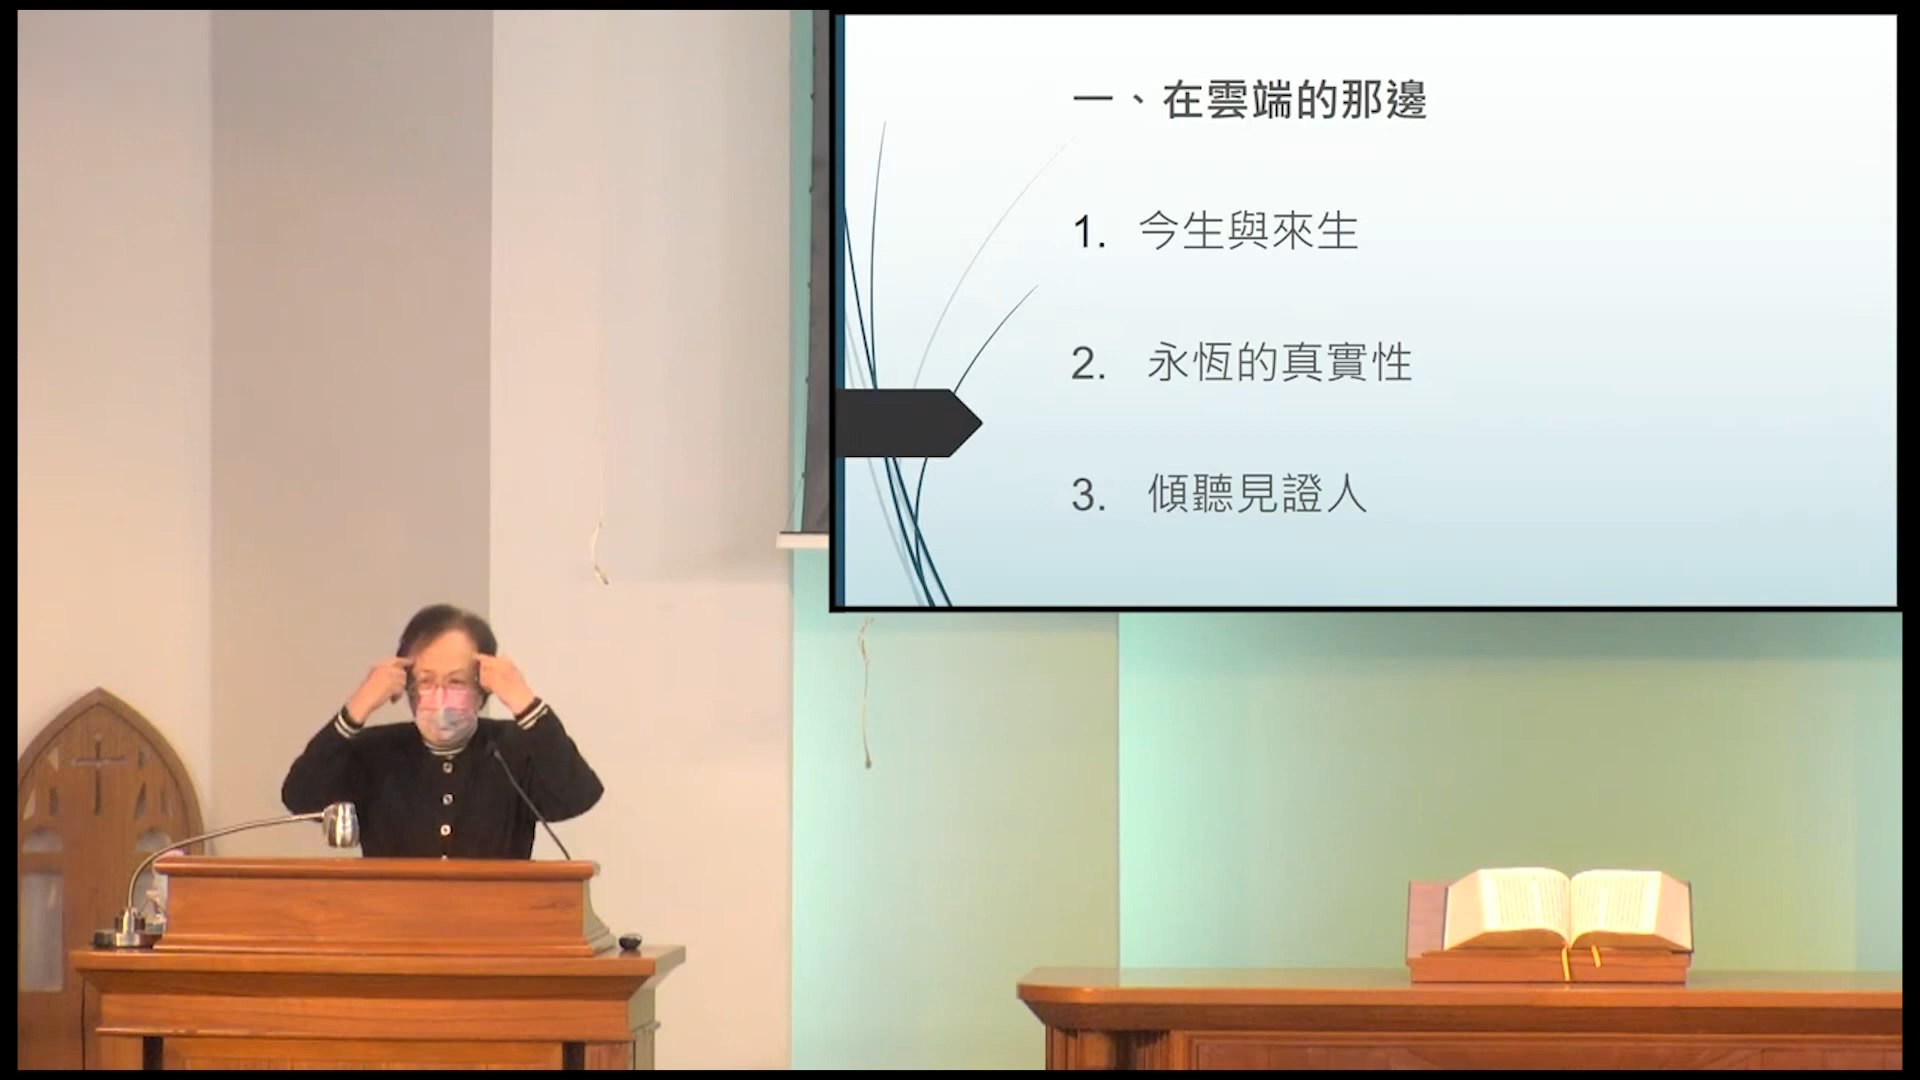 一、在雲端的那邊
1. 今生與來生
2. 永恆的真實性
3. 傾聽見證人